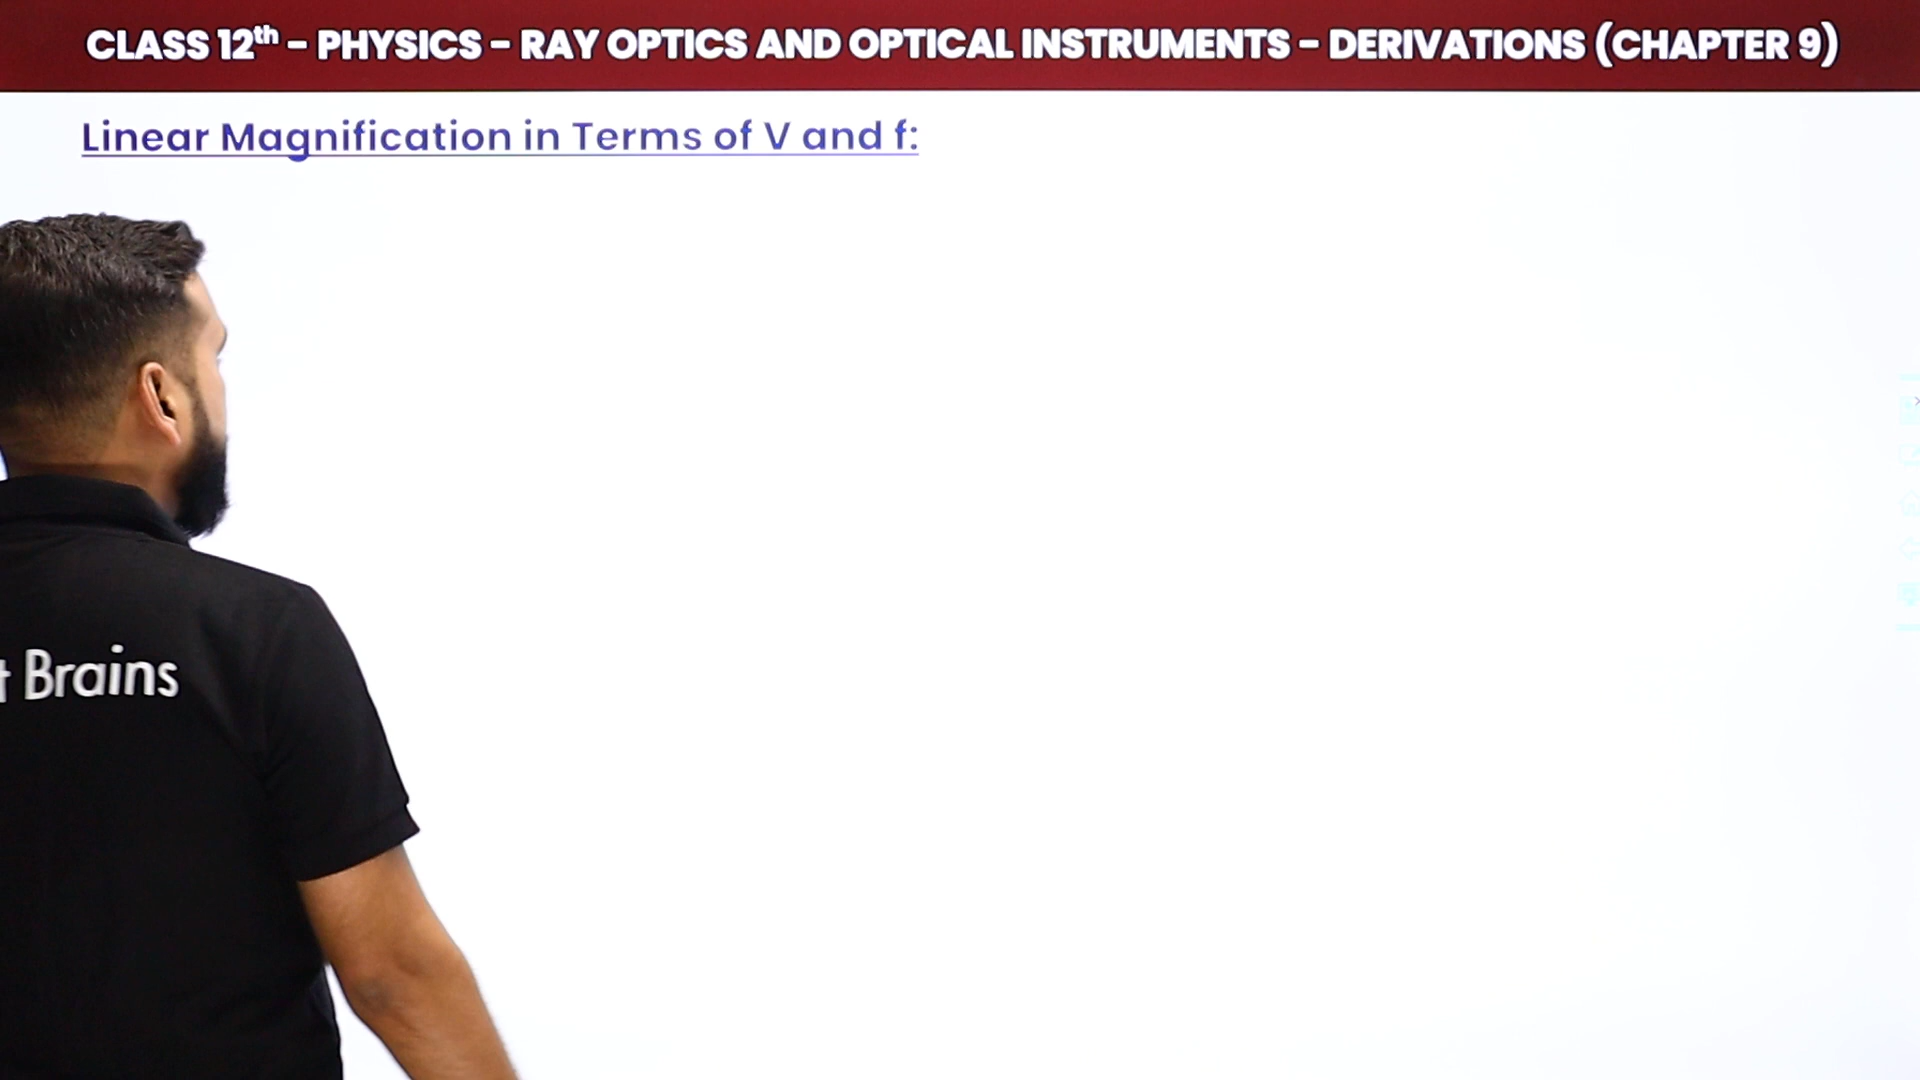 CLASS 12th – PHYSICS – RAY OPTICS AND OPTICAL INSTRUMENTS – DERIVATIONS (CHAPTER 9)
Linear Magnification in Terms of V and f:
t Brains